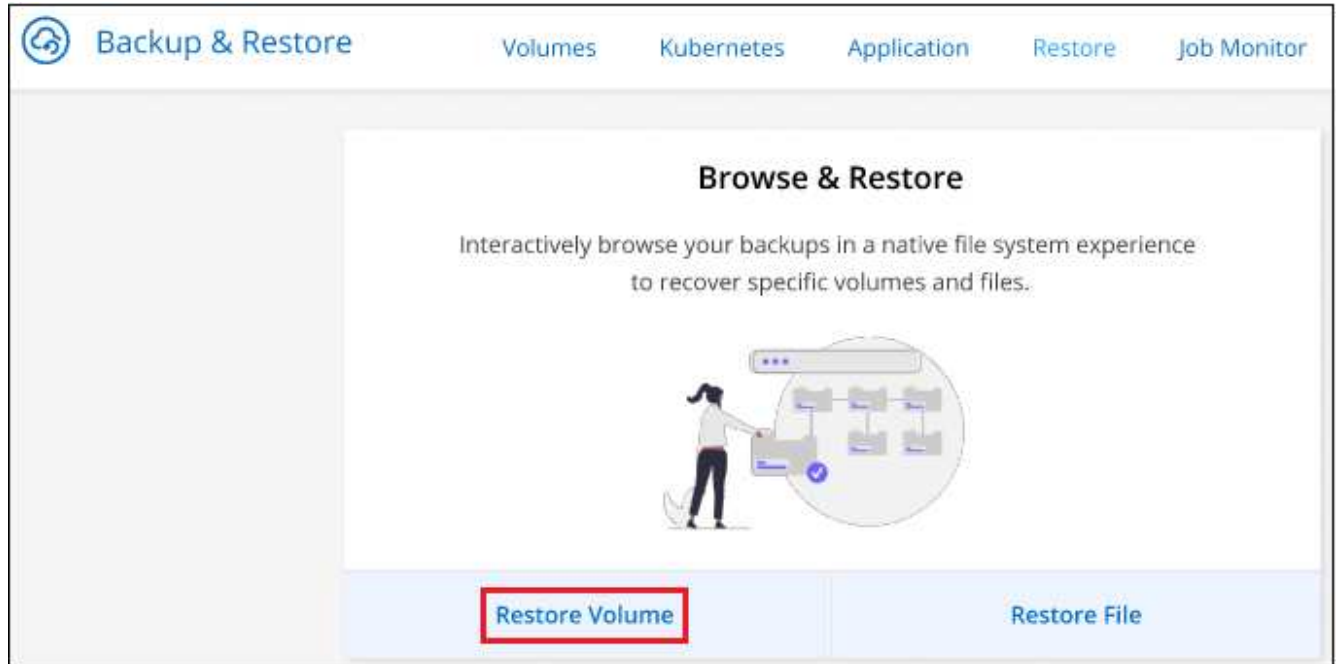 Backup & Restore Volumes Kubernetes Application Restore Job Monitor
Browse & Restore
Interactively browse your backups in a native file system experience
to recover specific volumes and files.
Restore Volume Restore File